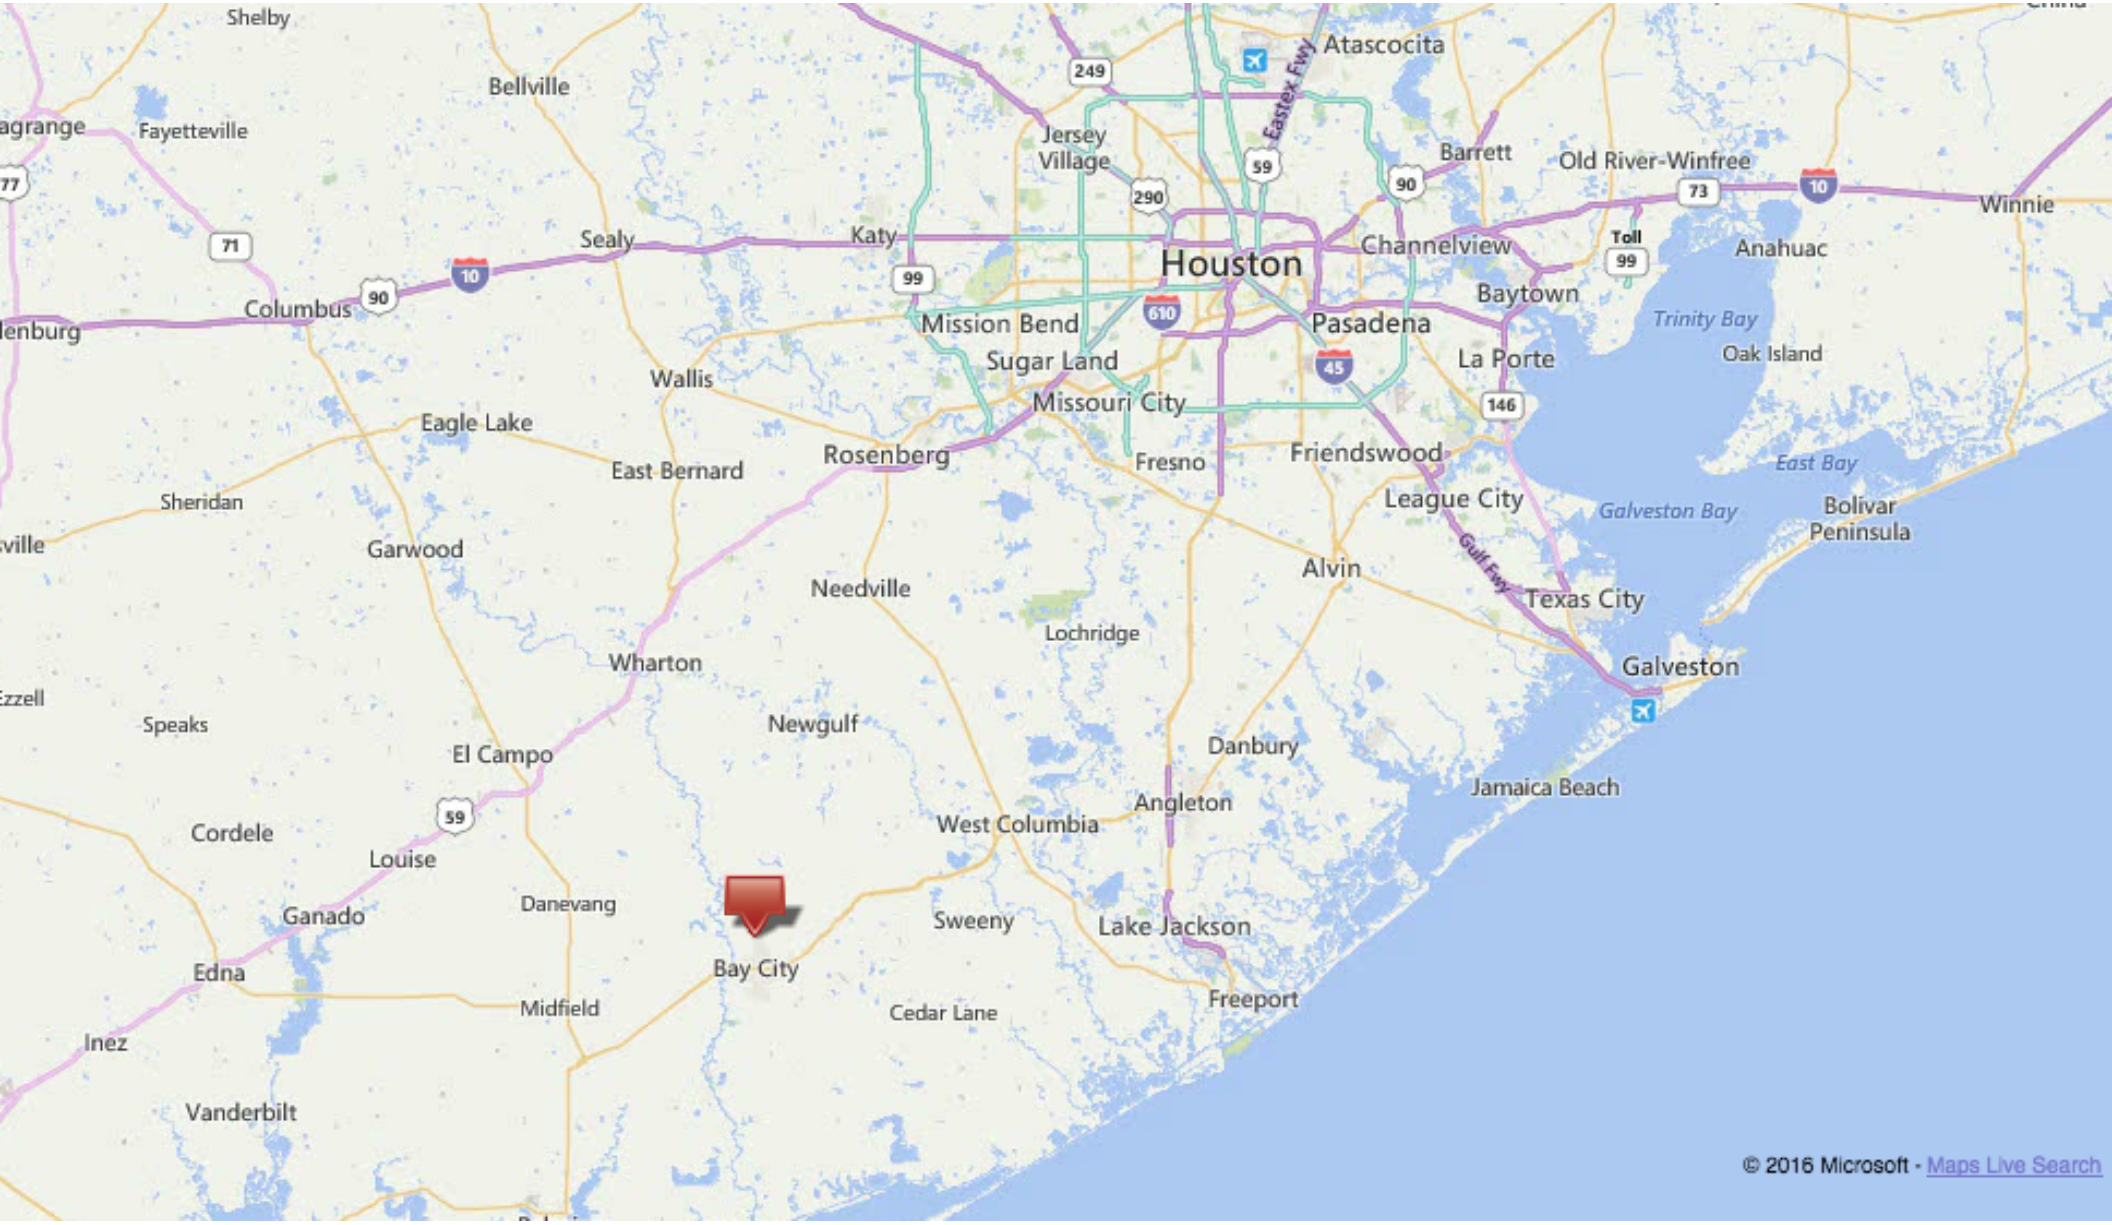 Shelby
Atascocita
249
Bellville
Eastex Fwy
Fayetteville
Jersey
Village
Barrett
Old River-Winfree
59
90
77
290
73
10
Winnie
71
Sealy
Katy
Channelview
Toll
99
Anahuac
10
99
Houston
90
Columbus
Baytown
610
Mission Bend
Pasadena
Trinity Bay
Sugar Land
45
La Porte
Oak Island
Wallis
Missouri City
146
Eagle Lake
Rosenberg
Fresno
Friendswood
East Bay
East Bernard
Sheridan
League City
Galveston Bay
Bolivar
Peninsula
Garwood
Gulf Fwy
Needville
Alvin
Texas City
Lochridge
Wharton
Galveston
Speaks
Newgulf
El Campo
Danbury
Jamaica Beach
59
Angleton
Cordele
West Columbia
Louise
Danevang
Ganado
Sweeny
Lake Jackson
Edna
Bay City
Midfield
Cedar Lane
Freeport
Inez
Vanderbilt
© 2016 Microsoft - Maps Live Search